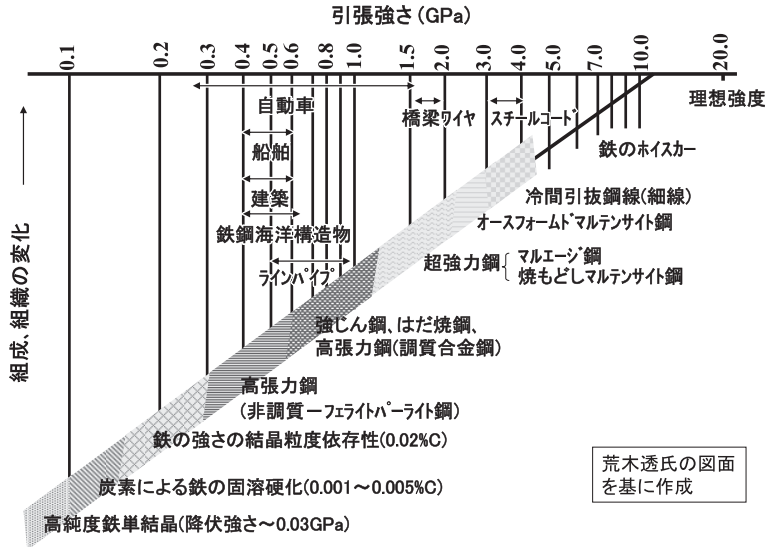 引張強さ(GPa)
0.1 0.2 0.3 0.4 0.5 0.6 0.8 1.0 1.5 2.0 3.0 4.0 5.0 7.0 10.0 20.0
理想強度
自動車
橋梁ワイヤ
スチールコード
船舶
鉄のホイスカー
建築
冷間引抜鋼線(細線)
オースフォームドマルテンサイト鋼
鉄鋼海洋構造物
超強力鋼{マルエージ鋼
焼もどしマルテンサイト鋼
ラインパイプ
強じん鋼、はだ焼鋼、
高張力鋼(調質合金鋼)
高張力鋼
(非調質ーフェライトパーライト鋼)
鉄の強さの結晶粒度依存性(0.02%C)
炭素による鉄の固溶硬化(0.001～0.005%C)
高純度鉄単結晶(降伏強さ～0.03GPa)
組成、組織の変化
荒木透氏の図面
を基に作成